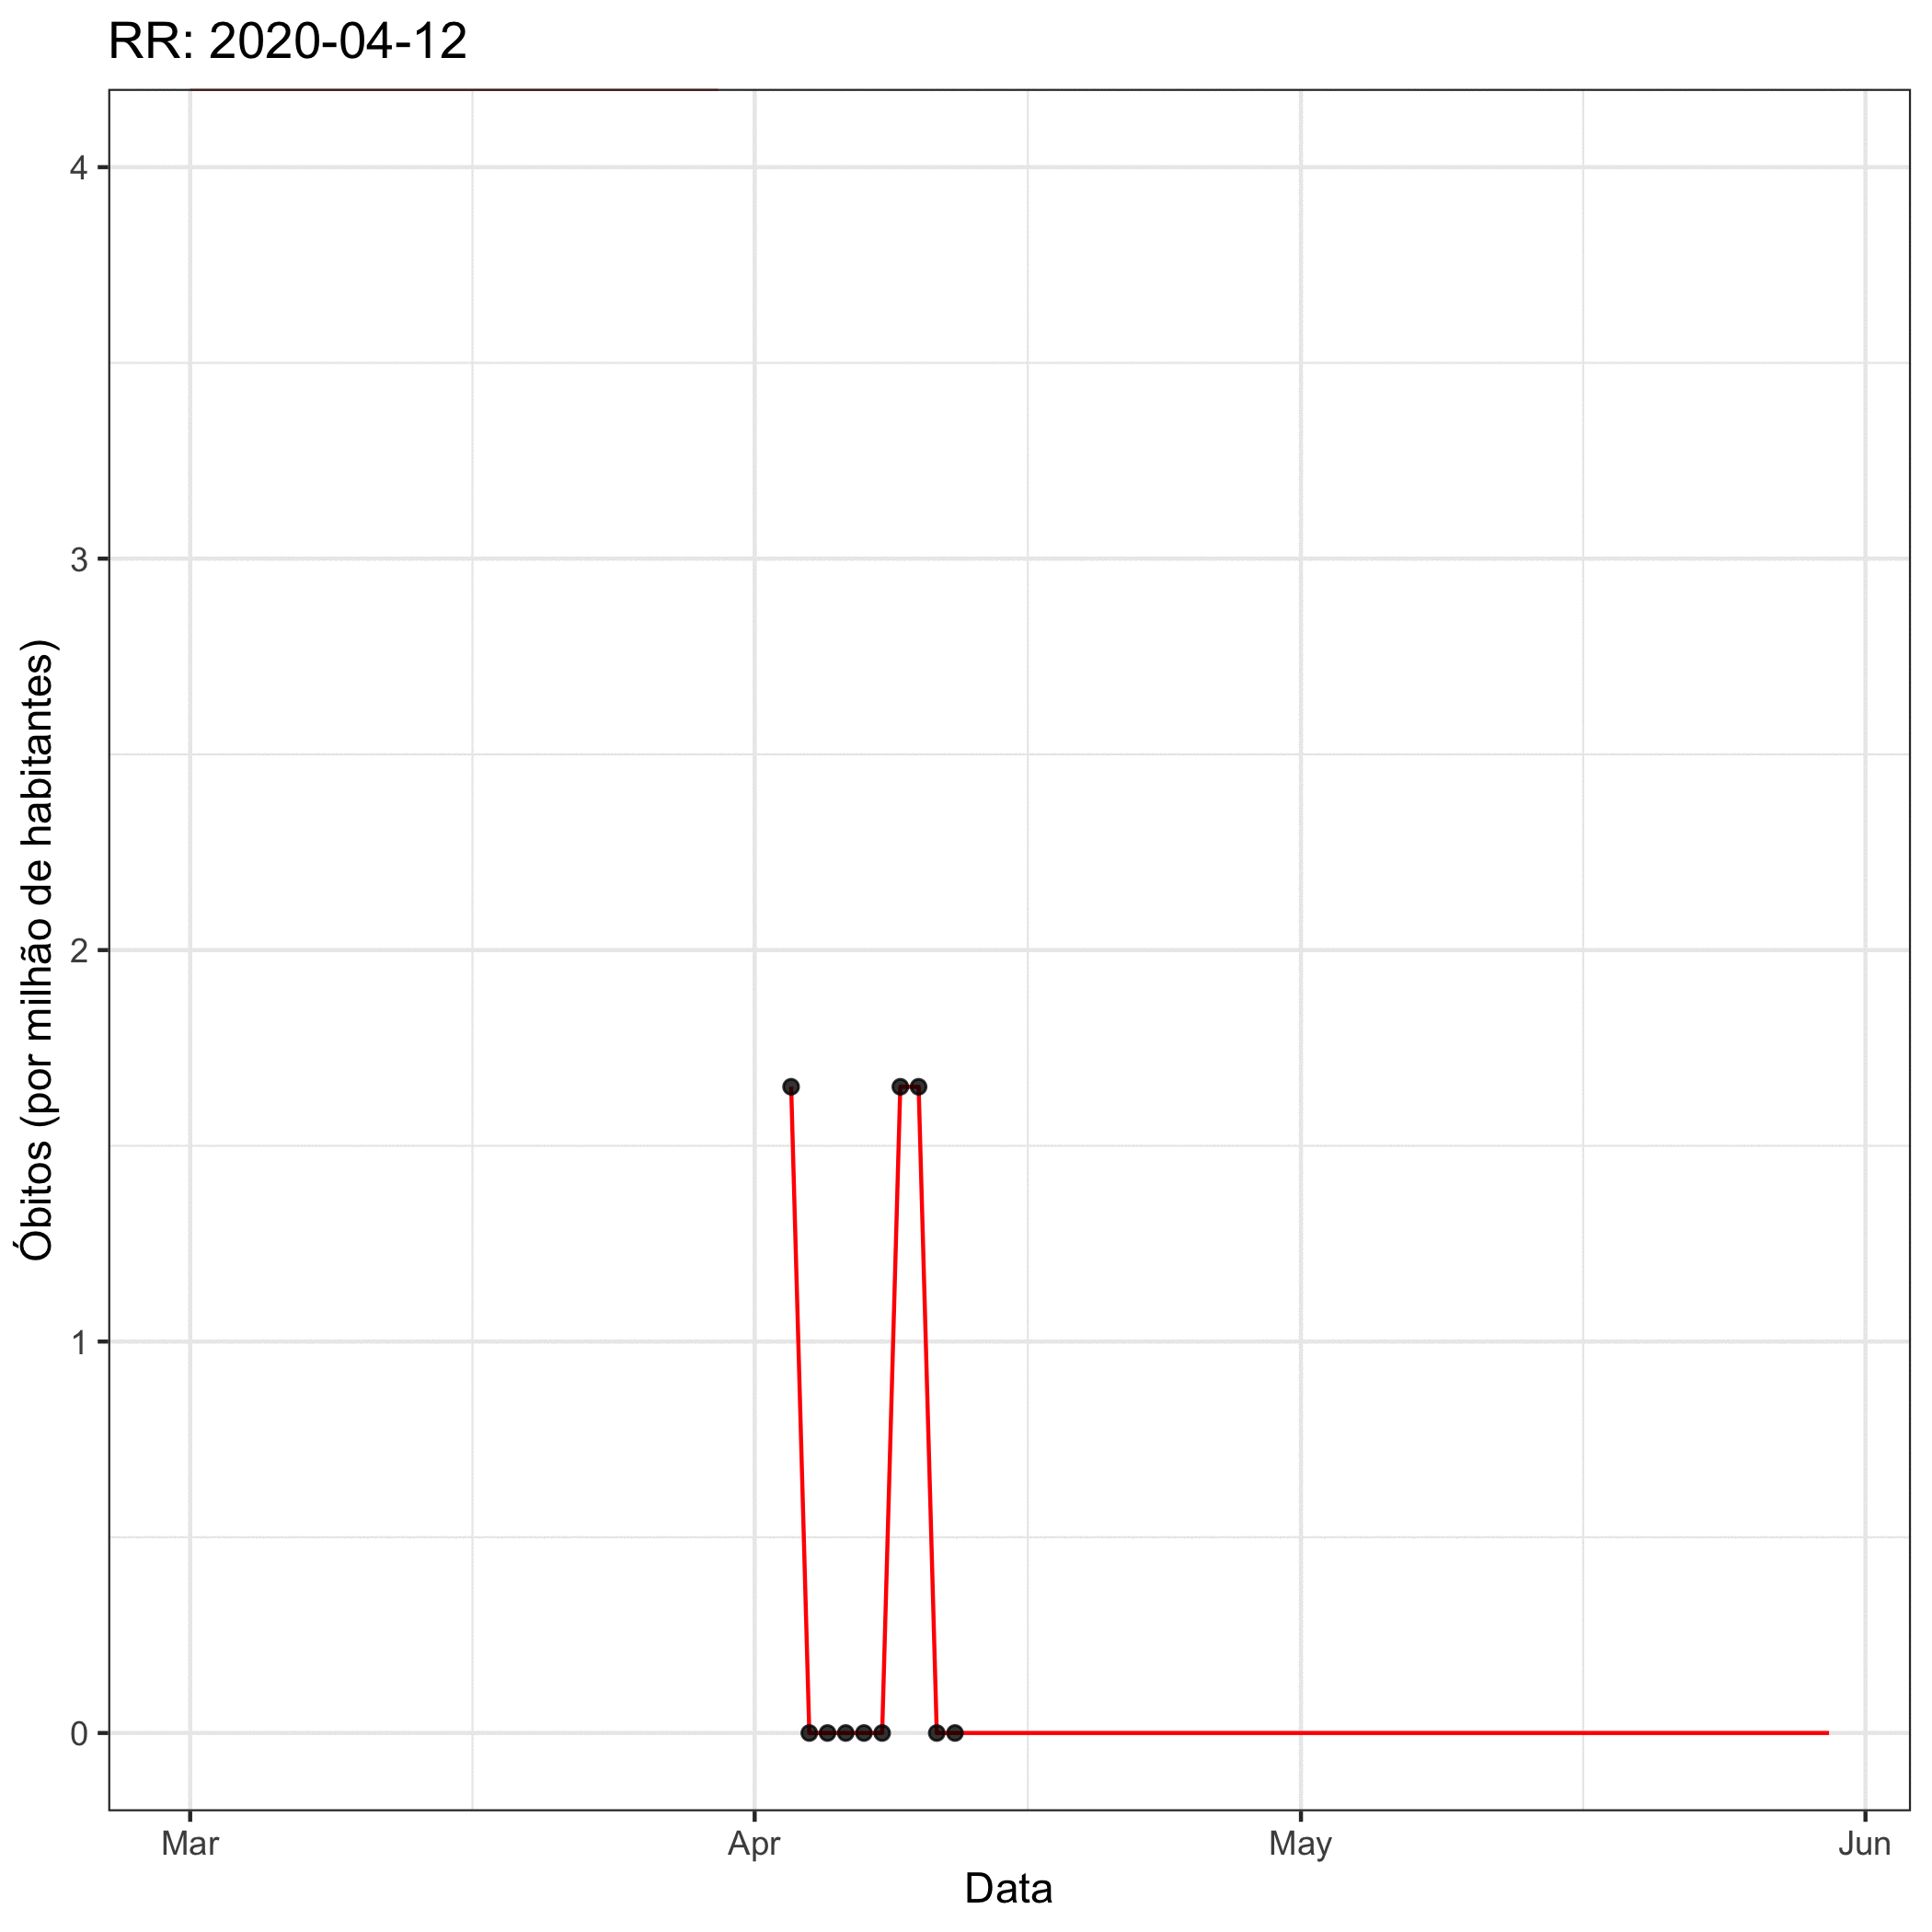 RR: 2020-04-12
Óbitos (por milhão de habitantes)
4
3
2
1
0
Mar Apr May Jun
Data